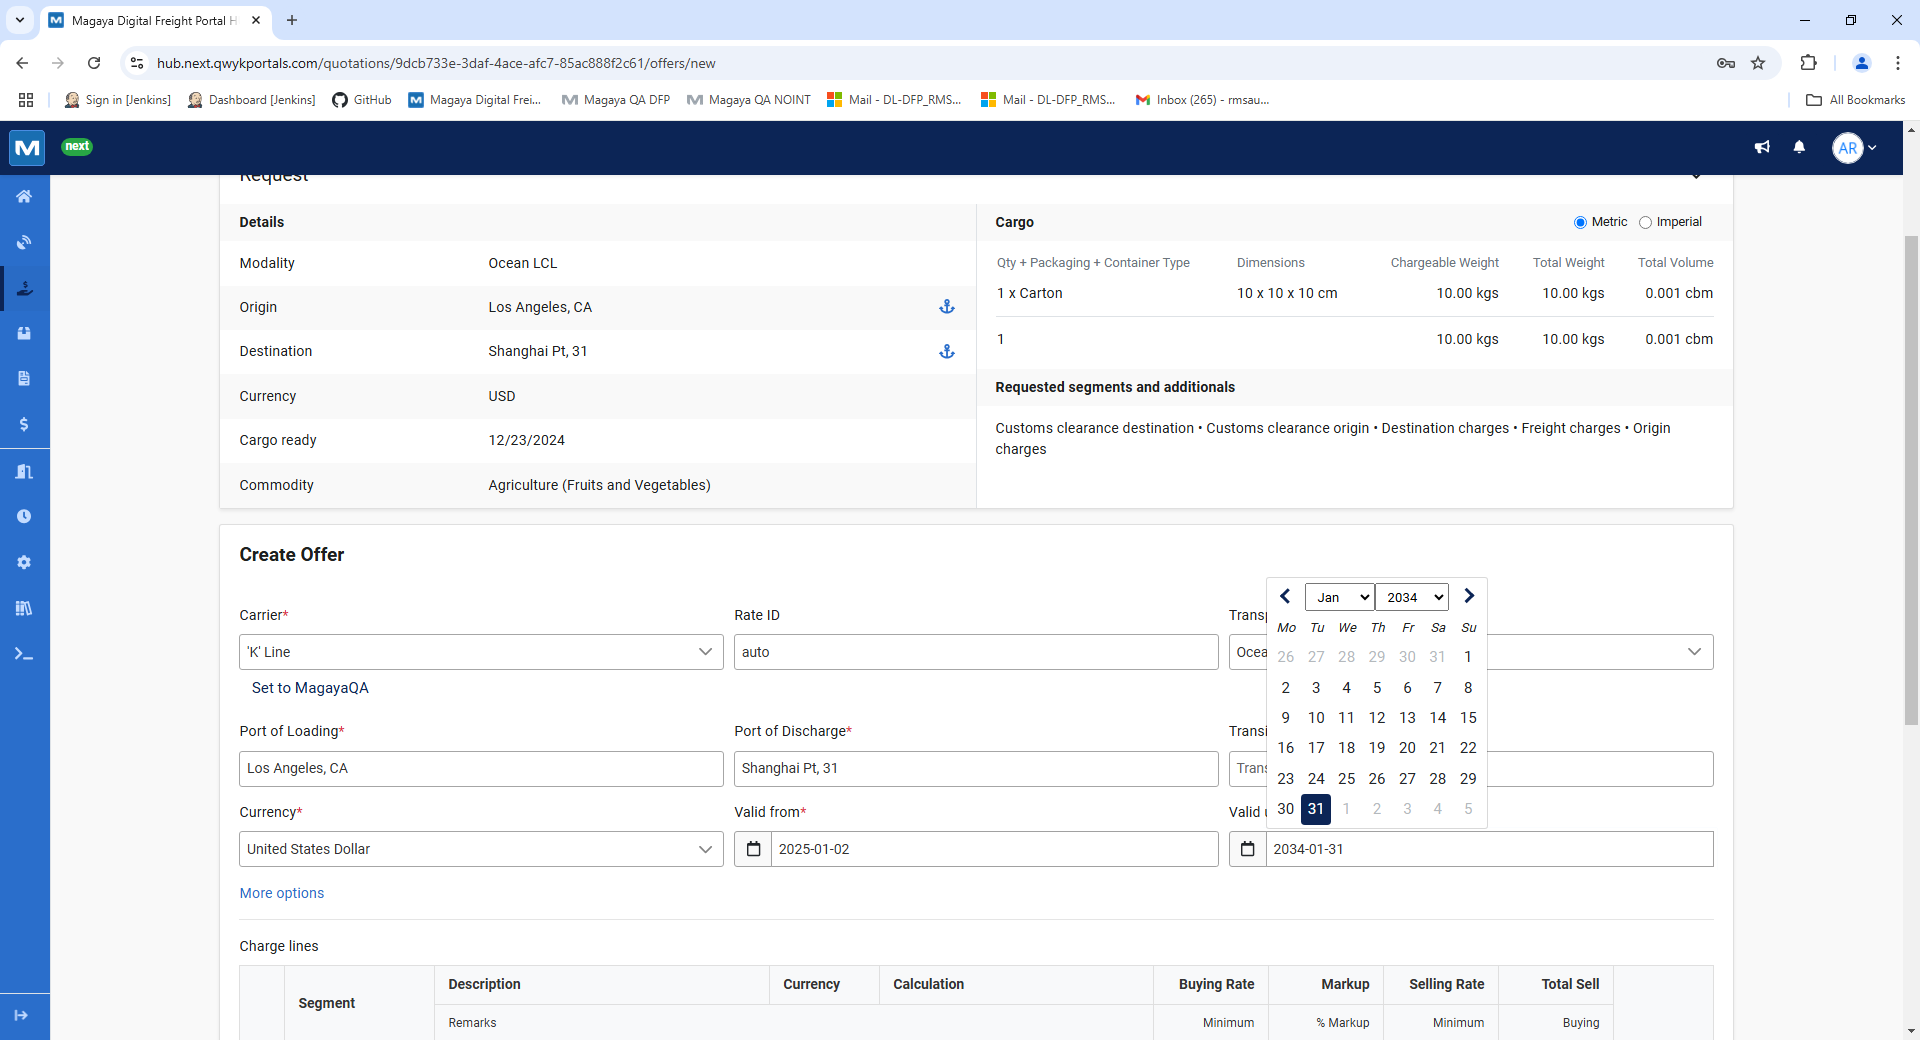 Magaya Digital Freight Portal H
hub.next.qwykportals.com/quotations/9dcb733e-3daf-4ace-afc7-85ac888f2c61/offers/new
Sign in [Jenkins]
Dashboard [Jenkins]
GitHub
Magaya Digital Frei...
Magaya QA DFP
Magaya QA NOINT
Mail - DL-DFP_RMS...
Mail - DL-DFP_RMS...
Inbox (265) - rmsau...
All Bookmarks
next
AR
Request
Details
Modality Ocean LCL
Origin Los Angeles, CA
Destination Shanghai Pt, 31
Currency USD
Cargo ready 12/23/2024
Commodity Agriculture (Fruits and Vegetables)
Cargo Metric Imperial
Qty + Packaging + Container Type Dimensions Chargeable Weight Total Weight Total Volume
1 x Carton 10 x 10 x 10 cm 10.00 kgs 10.00 kgs 0.001 cbm
1 10.00 kgs 10.00 kgs 0.001 cbm
Requested segments and additionals
Customs clearance destination • Customs clearance origin • Destination charges • Freight charges • Origin
charges
Create Offer
Carrier* Rate ID Transp
'K' Line auto Ocea
Set to MagayaQA
Port of Loading* Port of Discharge* Transi
Los Angeles, CA Shanghai Pt, 31 Trans
Currency* Valid from* Valid u
United States Dollar 2025-01-02 2034-01-31
Jan 2034
Mo Tu We Th Fr Sa Su
26 27 28 29 30 31 1
2 3 4 5 6 7 8
9 10 11 12 13 14 15
16 17 18 19 20 21 22
23 24 25 26 27 28 29
30 31 1 2 3 4 5
More options
Charge lines
Segment Description Currency Calculation Buying Rate Markup Selling Rate Total Sell
Remarks Minimum % Markup Minimum Buying